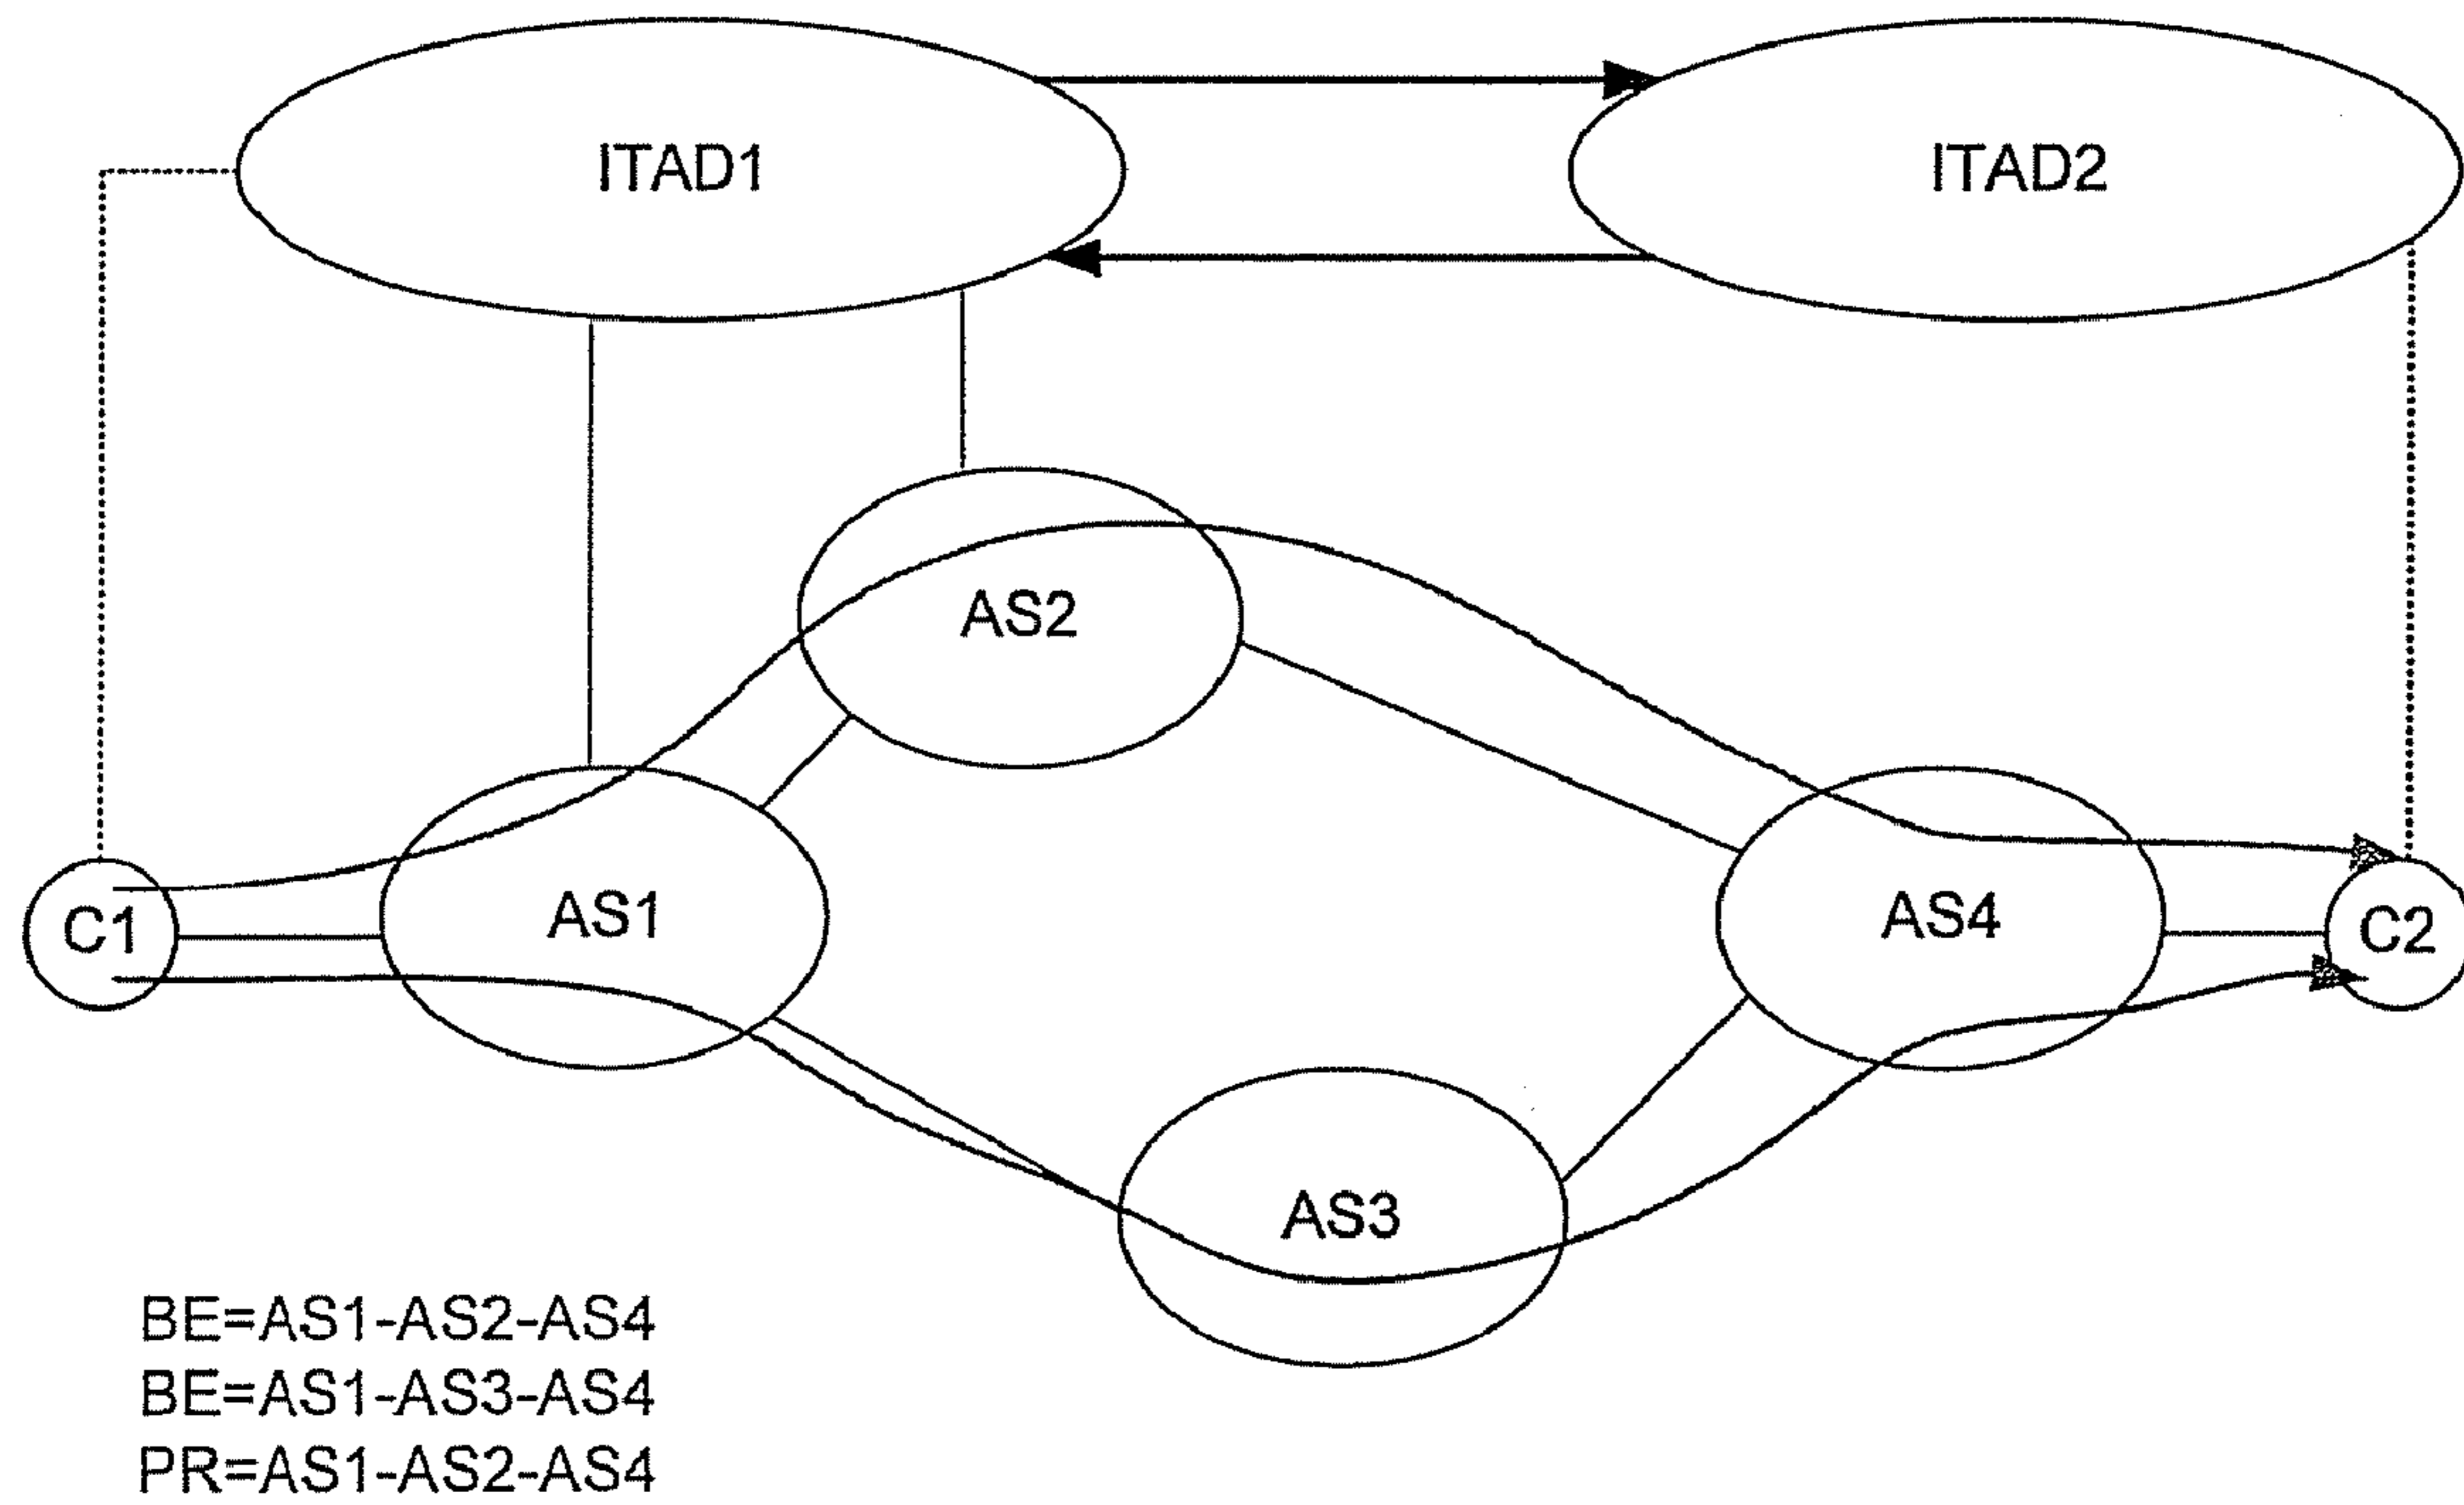 ITAD1
ITAD2
AS2
AS1
AS4
C1
C2
AS3
BE=AS1-AS2-AS4
BE=AS1-AS3-AS4
PR=AS1-AS2-AS4